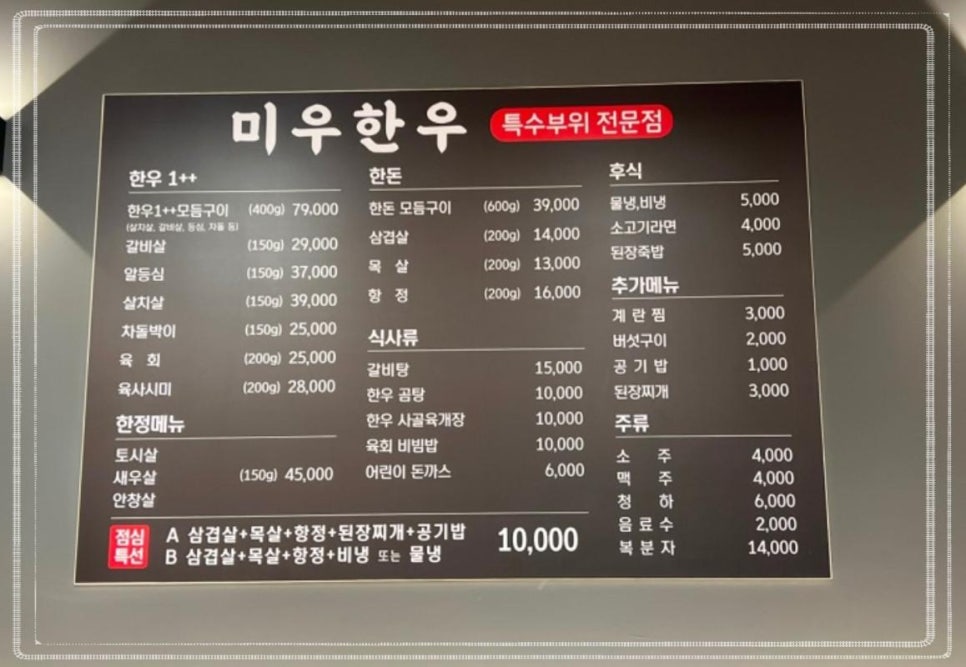 미우한우 특수부위 전문점
한우 1++
한우1++모듬구이 (400g) 79.000
(살치살, 갈비살, 등심, 차돌 등)
갈비살 (150g) 29,000
알등심 (150g) 37,000
살치살 (150g) 39,000
차돌박이 (150g) 25,000
육 회 (200g) 25,000
육사시미 (200g) 28,000
한정메뉴
토시살
새우살 (150g) 45,000
안창살
한돈
한돈 모듬구이 (600g) 39,000
삼겹살 (200g) 14,000
목 살 (200g) 13,000
항 정 (200g) 16,000
식사류
갈비탕 15,000
한우 곰탕 10,000
한우 사골육개장 10,000
육회 비빔밥 10,000
어린이 돈까스 6,000
후식
물냉,비냉 5,000
소고기라면 4,000
된장죽밥 5,000
추가메뉴
계 란 찜 3,000
버섯구이 2,000
공 기 밥 1,000
된장찌개 3,000
주류
소 주 4,000
맥 주 4,000
청 하 6,000
음 료 수 2,000
복 분 자 14,000
점심
특선
A 삼겹살+목살+항정+된장찌개+공기밥
B 삼겹살+목살+항정+비냉 또는 물냉
10,000